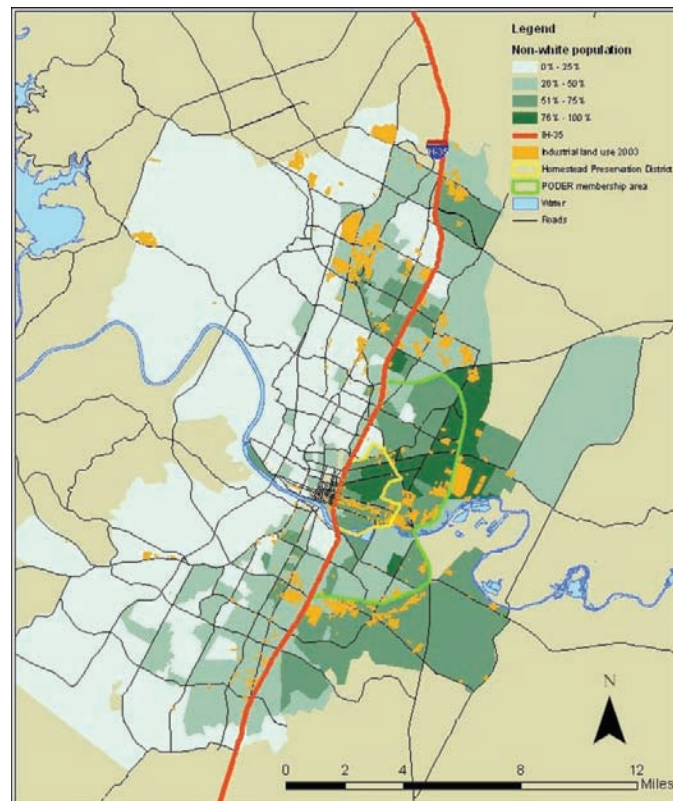 Legend
Non-white population
0% - 25%
26% - 50%
51% - 75%
76% - 100 %
IH-35
Industrial land use 2003
Homestead Preservation District
PODER membership area
Water
Roads
N
0 2 4 8 12
Miles